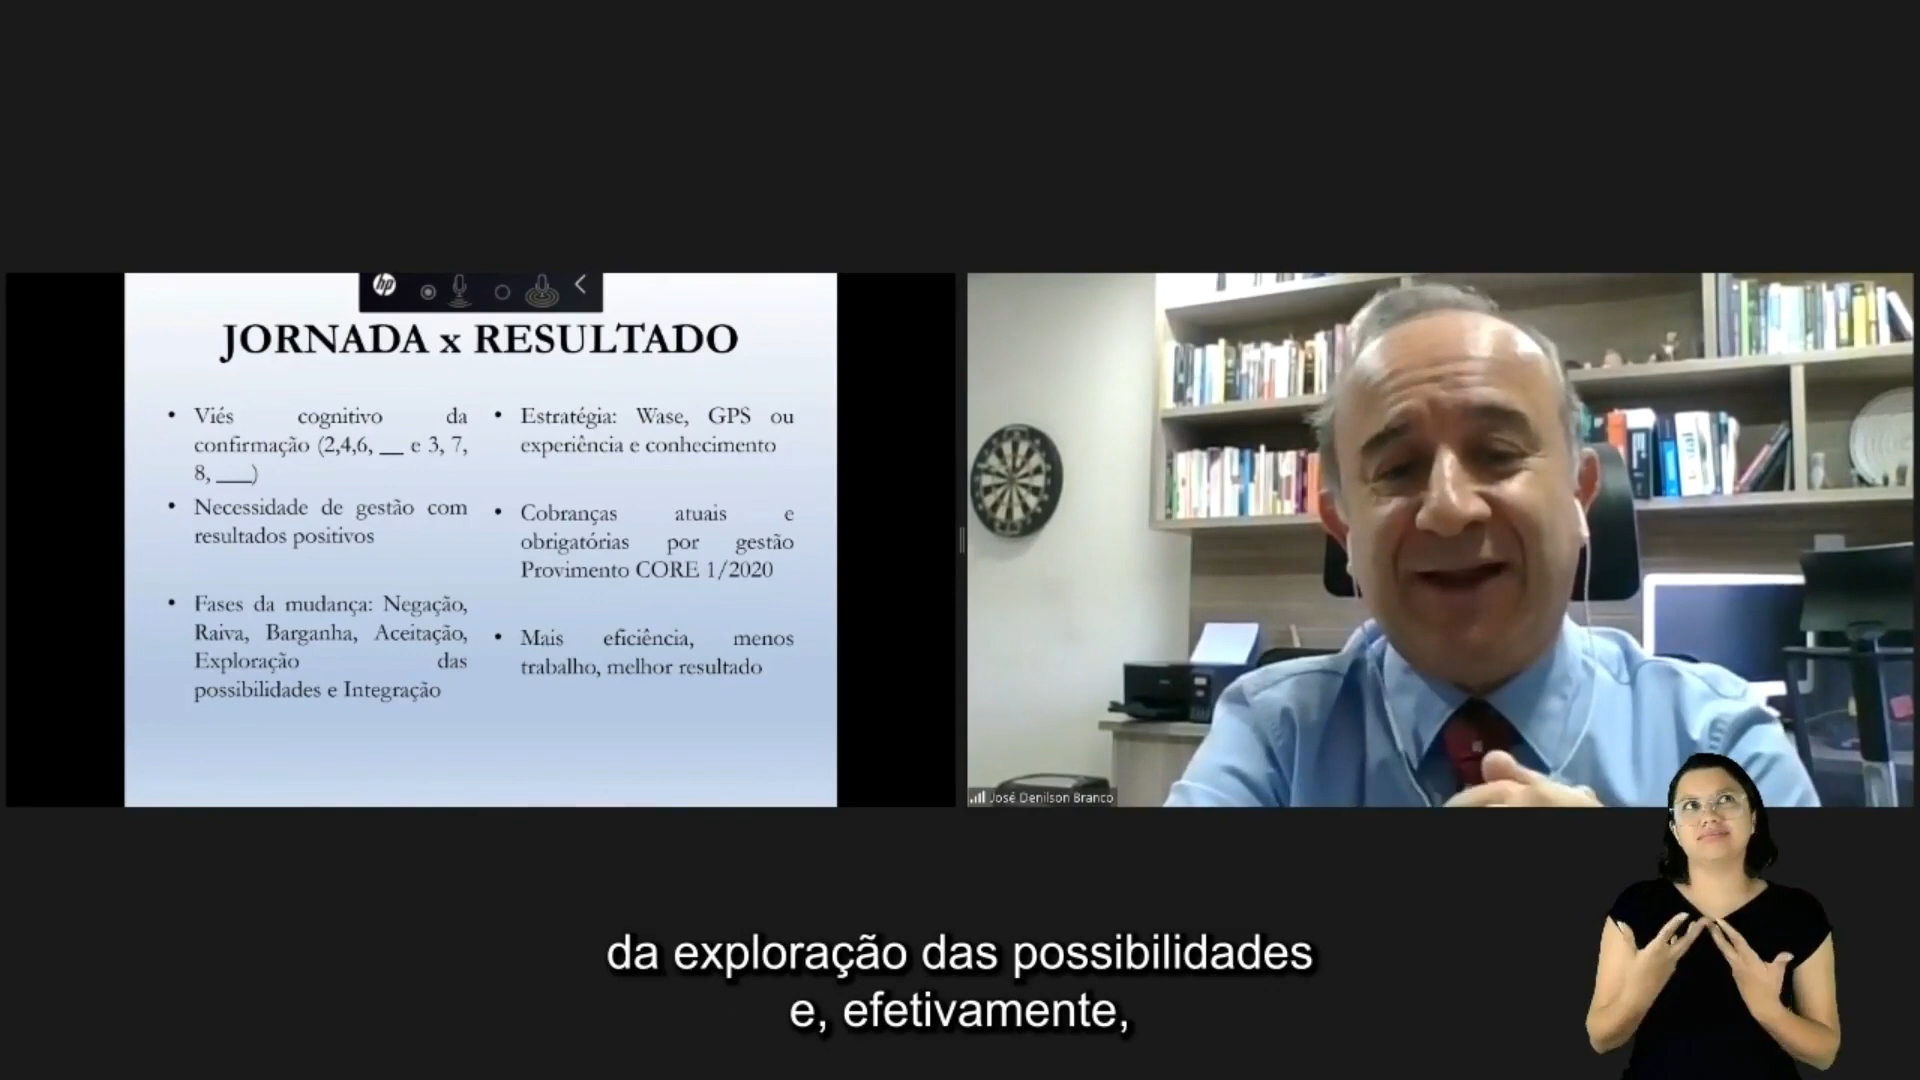 hp
JORNADA x RESULTADO
• Viés cognitivo da
confirmação (2,4,6, __ e 3, 7,
8, ___)
• Necessidade de gestão com
resultados positivos
• Fases da mudança: Negação,
Raiva, Barganha, Aceitação,
Exploração das
possibilidades e Integração
• Estratégia: Wase, GPS ou
experiência e conhecimento
• Cobranças atuais e
obrigatórias por gestão
Provimento CORE 1/2020
• Mais eficiência, menos
trabalho, melhor resultado
José Denilson Branco
da exploração das possibilidades
e, efetivamente,